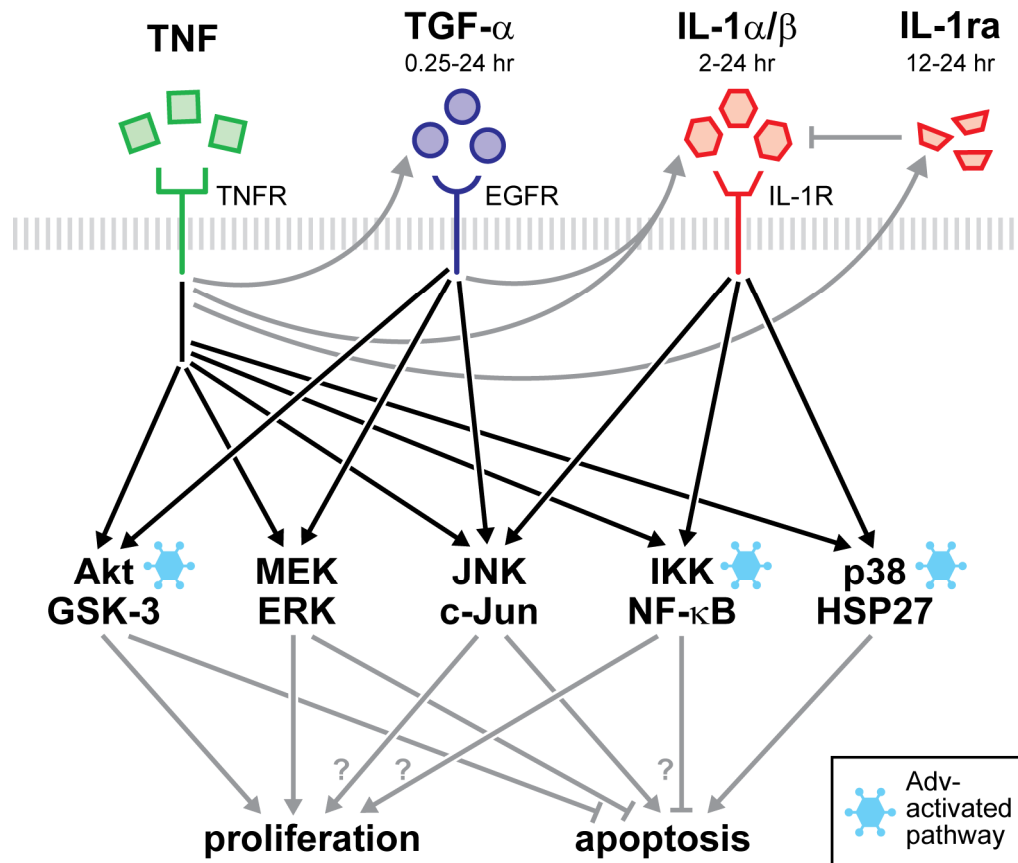 TNF
TGF-α
IL-1α/β
IL-1ra
0.25-24 hr
2-24 hr
12-24 hr
TNFR
EGFR
IL-1R
Akt
MEK
JNK
IKK
p38
GSK-3
ERK
c-Jun
NF-κB
HSP27
?
?
?
proliferation
apoptosis
Adv-
activated
pathway